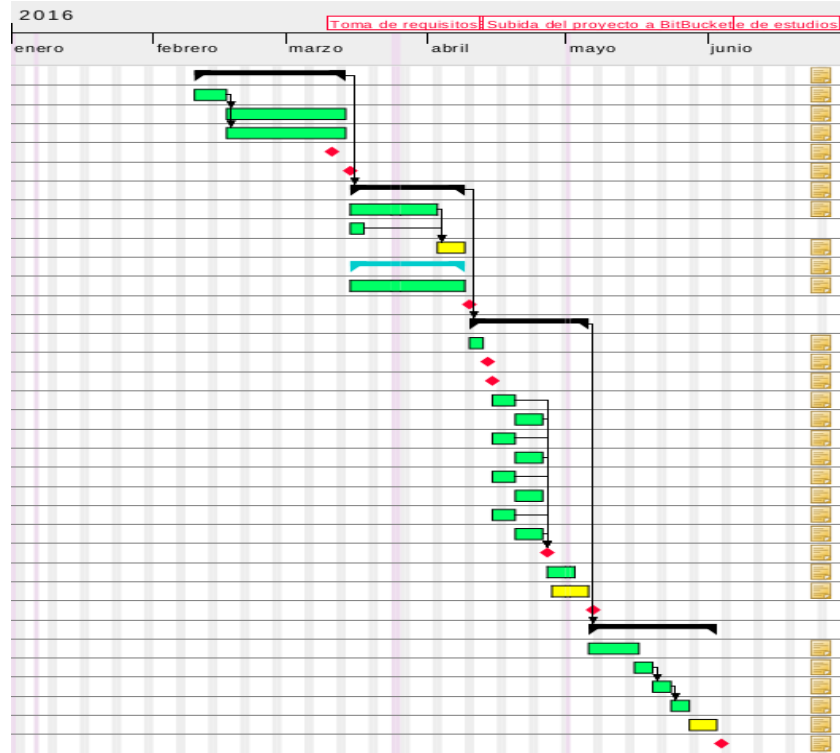 2016
Toma de requisitos Subida del proyecto a BitBucket e de estudios
enero febrero marzo abril mayo junio